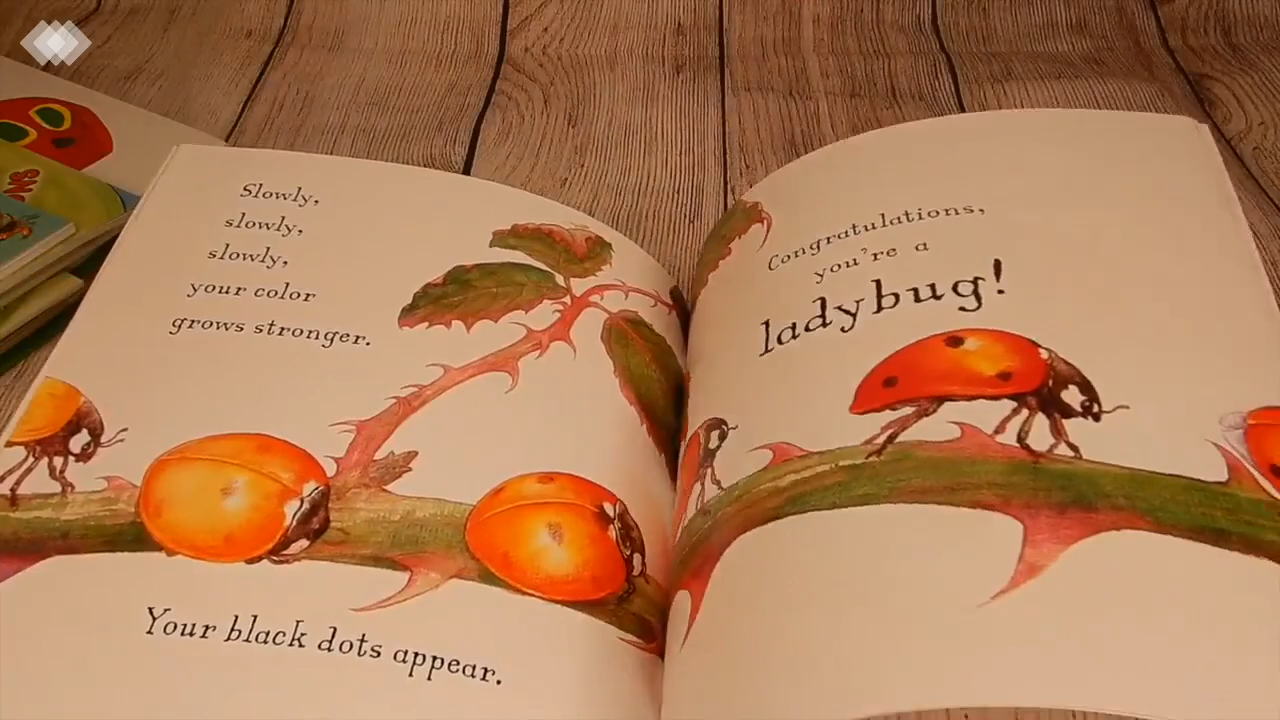 Slowly,
slowly,
slowly,
your color
grows stronger.
Your black dots appear.
Congratulations,
you're a
ladybug!